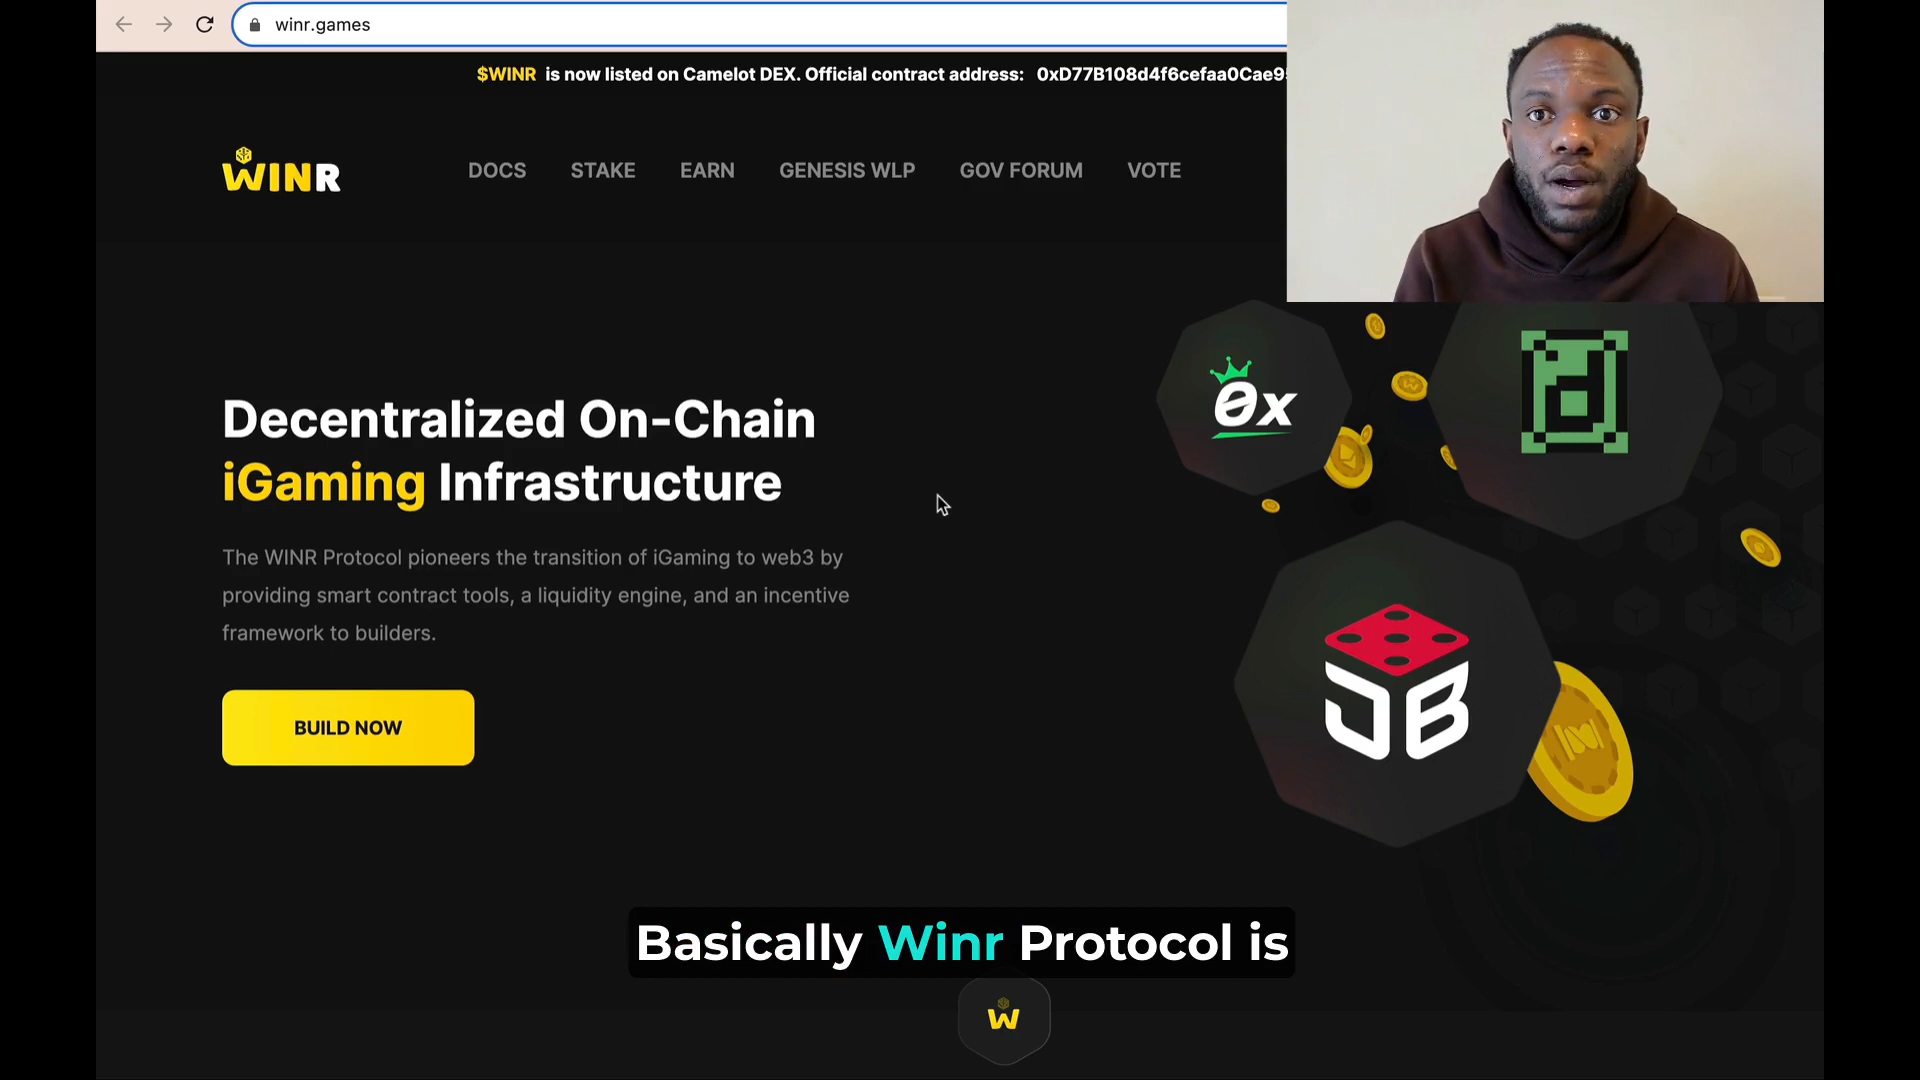 winr.games
$WINR is now listed on Camelot DEX. Official contract address: 0xD77B108d4f6cefaa0Cae9
WINR
DOCS STAKE EARN GENESIS WLP GOV FORUM VOTE
0x
d
Decentralized On-Chain
iGaming Infrastructure
The WINR Protocol pioneers the transition of iGaming to web3 by
providing smart contract tools, a liquidity engine, and an incentive
framework to builders.
JB
BUILD NOW
Basically Winr Protocol is
W